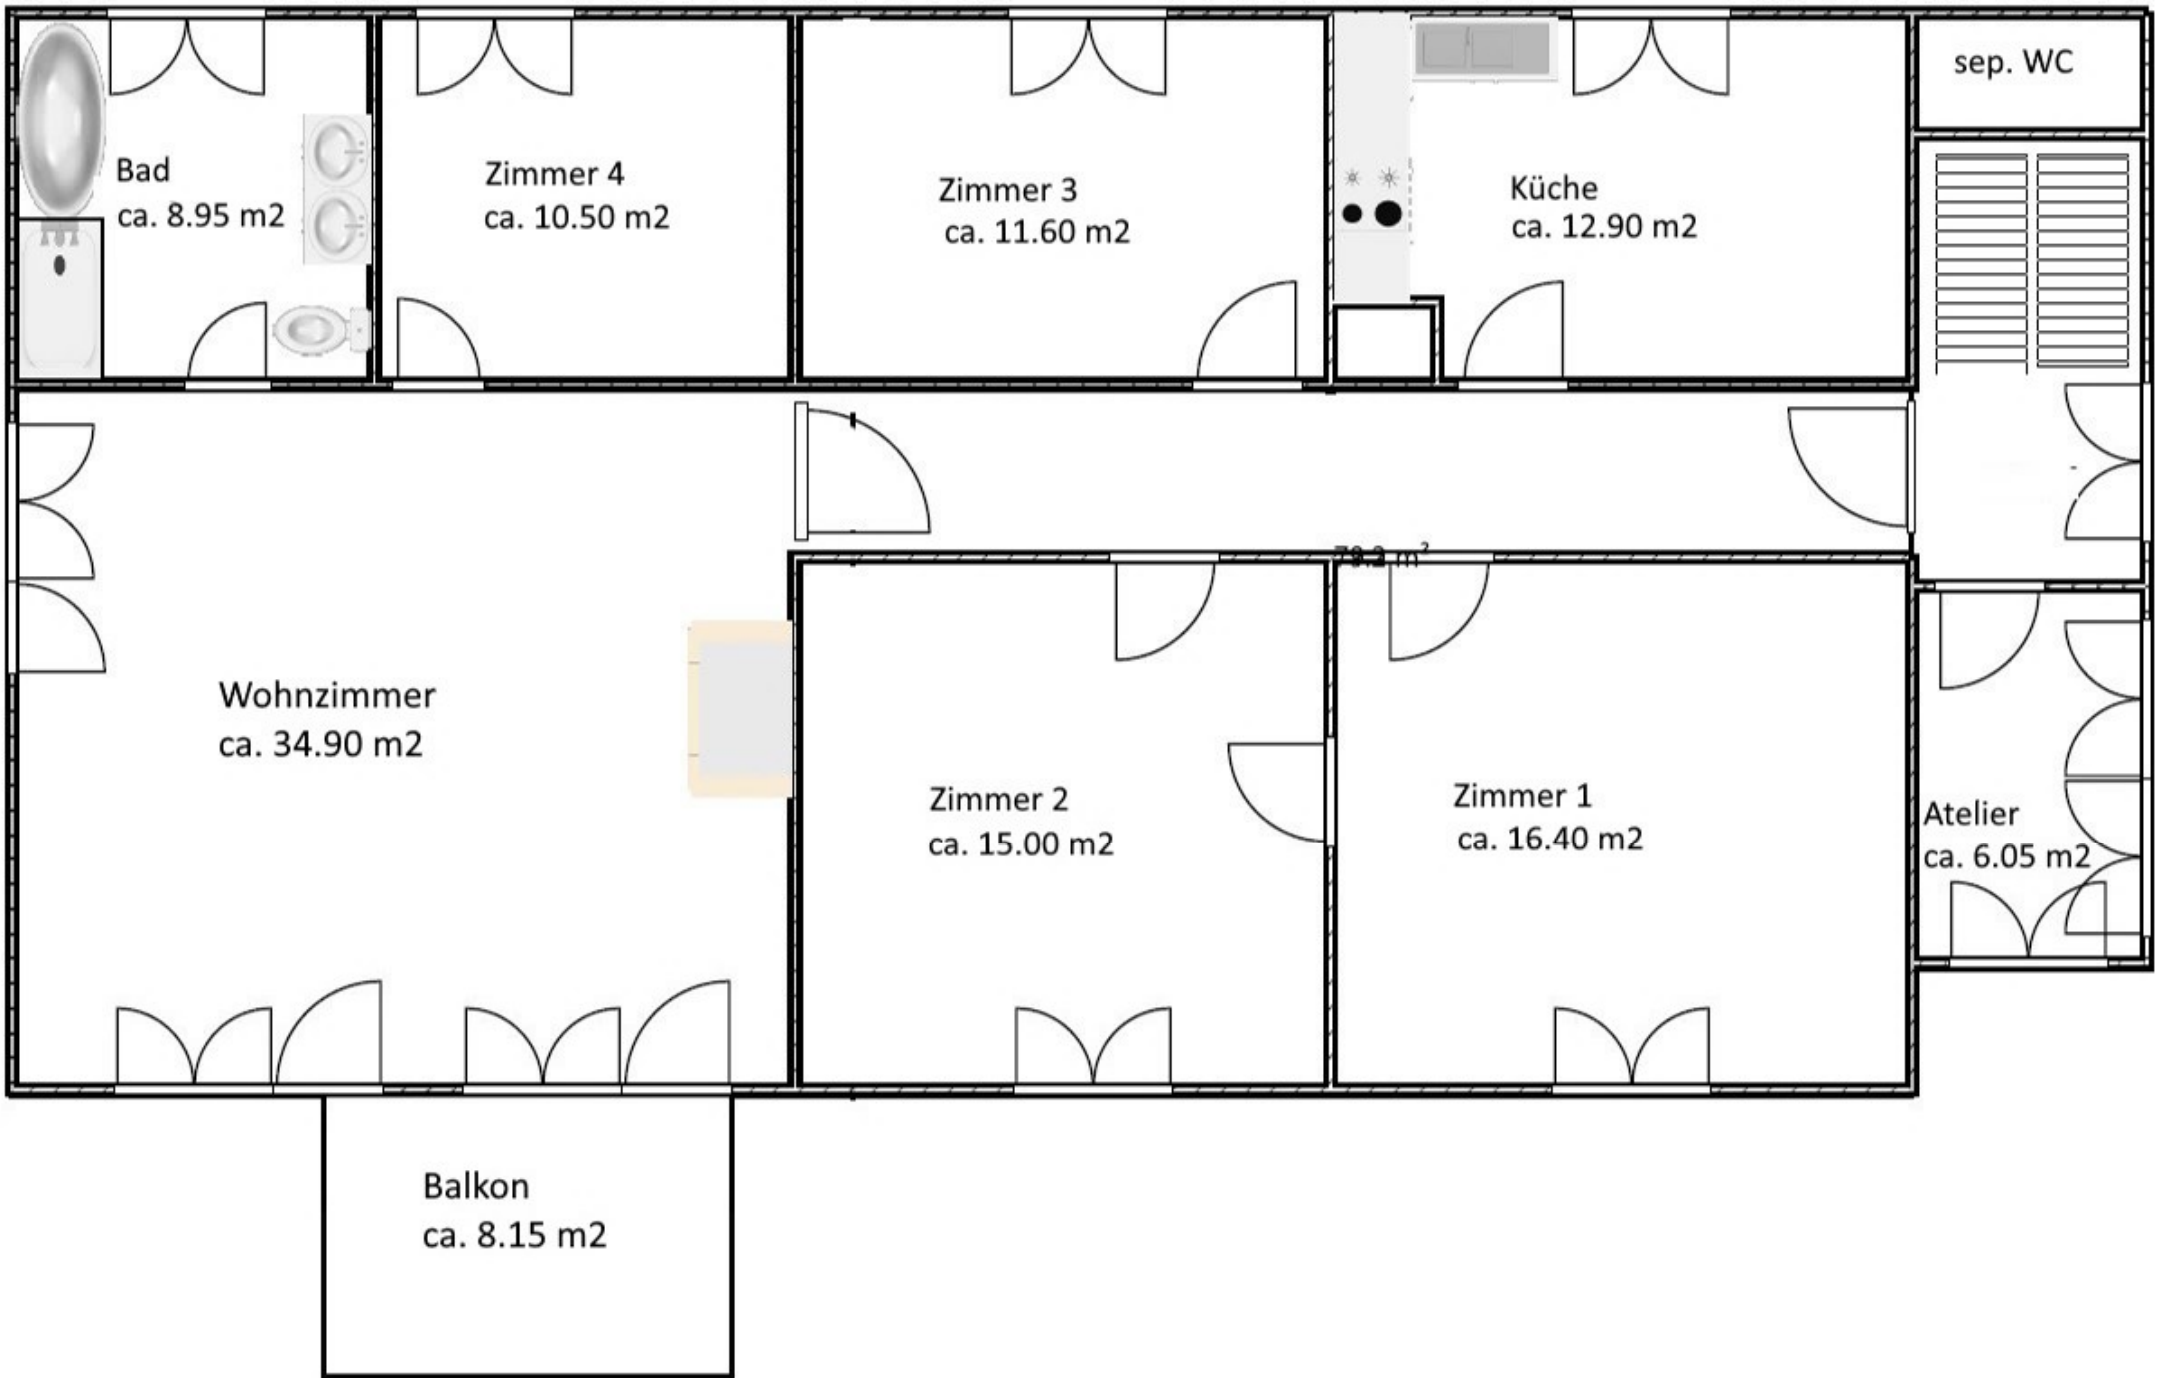 sep. WC
Bad
ca. 8.95 m2
Zimmer 4
ca. 10.50 m2
Zimmer 3
ca. 11.60 m2
Küche
ca. 12.90 m2
m²
Wohnzimmer
ca. 34.90 m2
Zimmer 2
ca. 15.00 m2
Zimmer 1
ca. 16.40 m2
Atelier
ca. 6.05 m2
Balkon
ca. 8.15 m2